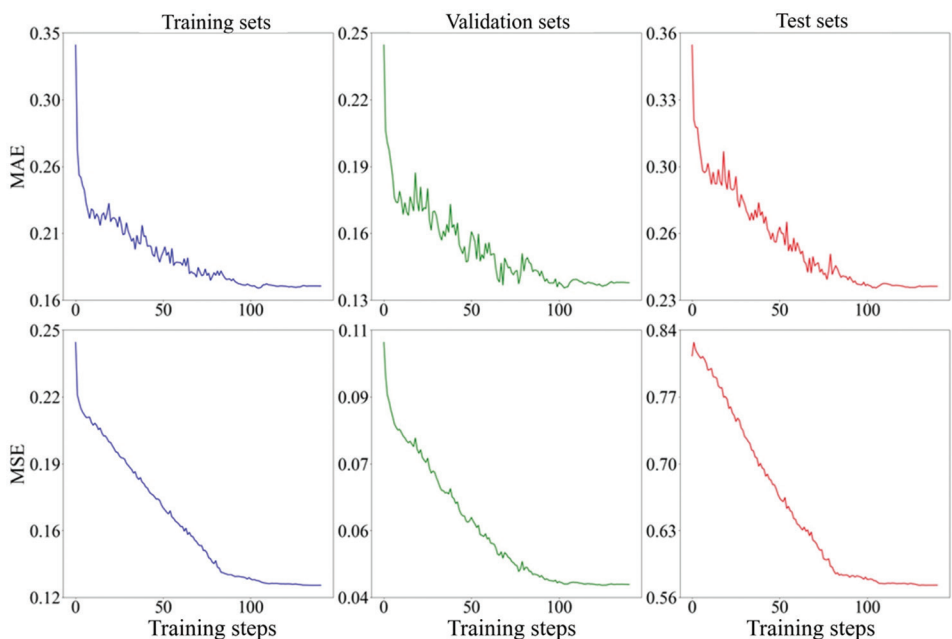 Training sets
Validation sets
Test sets
MAE
0.35
0.30
0.26
0.21
0.16
0 50 100
0.25
0.22
0.19
0.16
0.13
0 50 100
0.36
0.33
0.30
0.26
0.23
0 50 100
MSE
0.25
0.22
0.19
0.16
0.12
0 50 100
Training steps
0.11
0.09
0.07
0.06
0.04
0 50 100
Training steps
0.84
0.77
0.70
0.63
0.56
0 50 100
Training steps